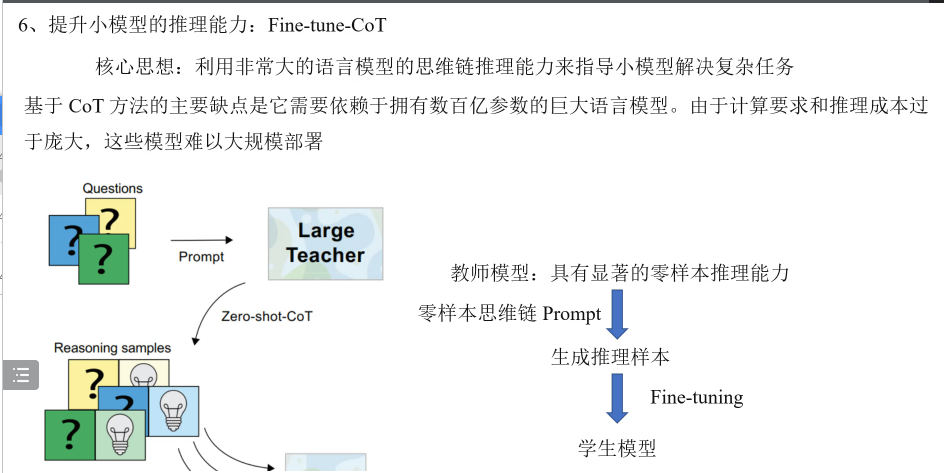 6、提升小模型的推理能力：Fine-tune-CoT
核心思想：利用非常大的语言模型的思维链推理能力来指导小模型解决复杂任务
基于 CoT 方法的主要缺点是它需要依赖于拥有数百亿参数的巨大语言模型。由于计算要求和推理成本过
于庞大，这些模型难以大规模部署
Questions
? ? ?
Prompt
Large
Teacher
Zero-shot-CoT
Reasoning samples
? ? ?
教师模型：具有显著的零样本推理能力
零样本思维链 Prompt
生成推理样本
Fine-tuning
学生模型